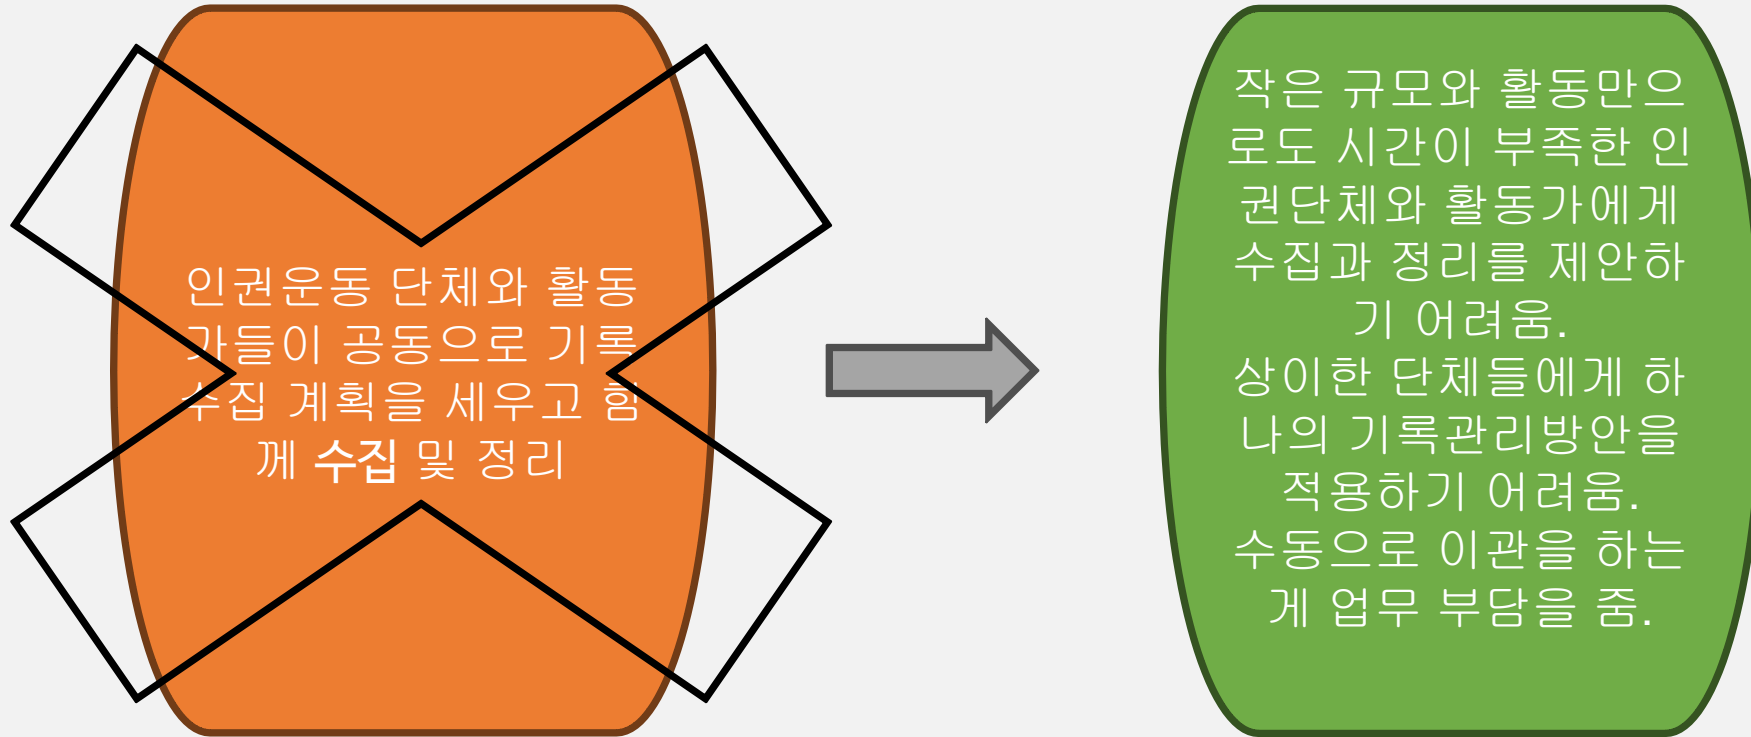 인권운동 단체와 활동
가들이 공동으로 기록
수집 계획을 세우고 함
께 수집 및 정리
작은 규모와 활동만으
로도 시간이 부족한 인
권단체와 활동가에게
수집과 정리를 제안하
기 어려움.
상이한 단체들에게 하
나의 기록관리방안을
적용하기 어려움.
수동으로 이관을 하는
게 업무 부담을 줌.